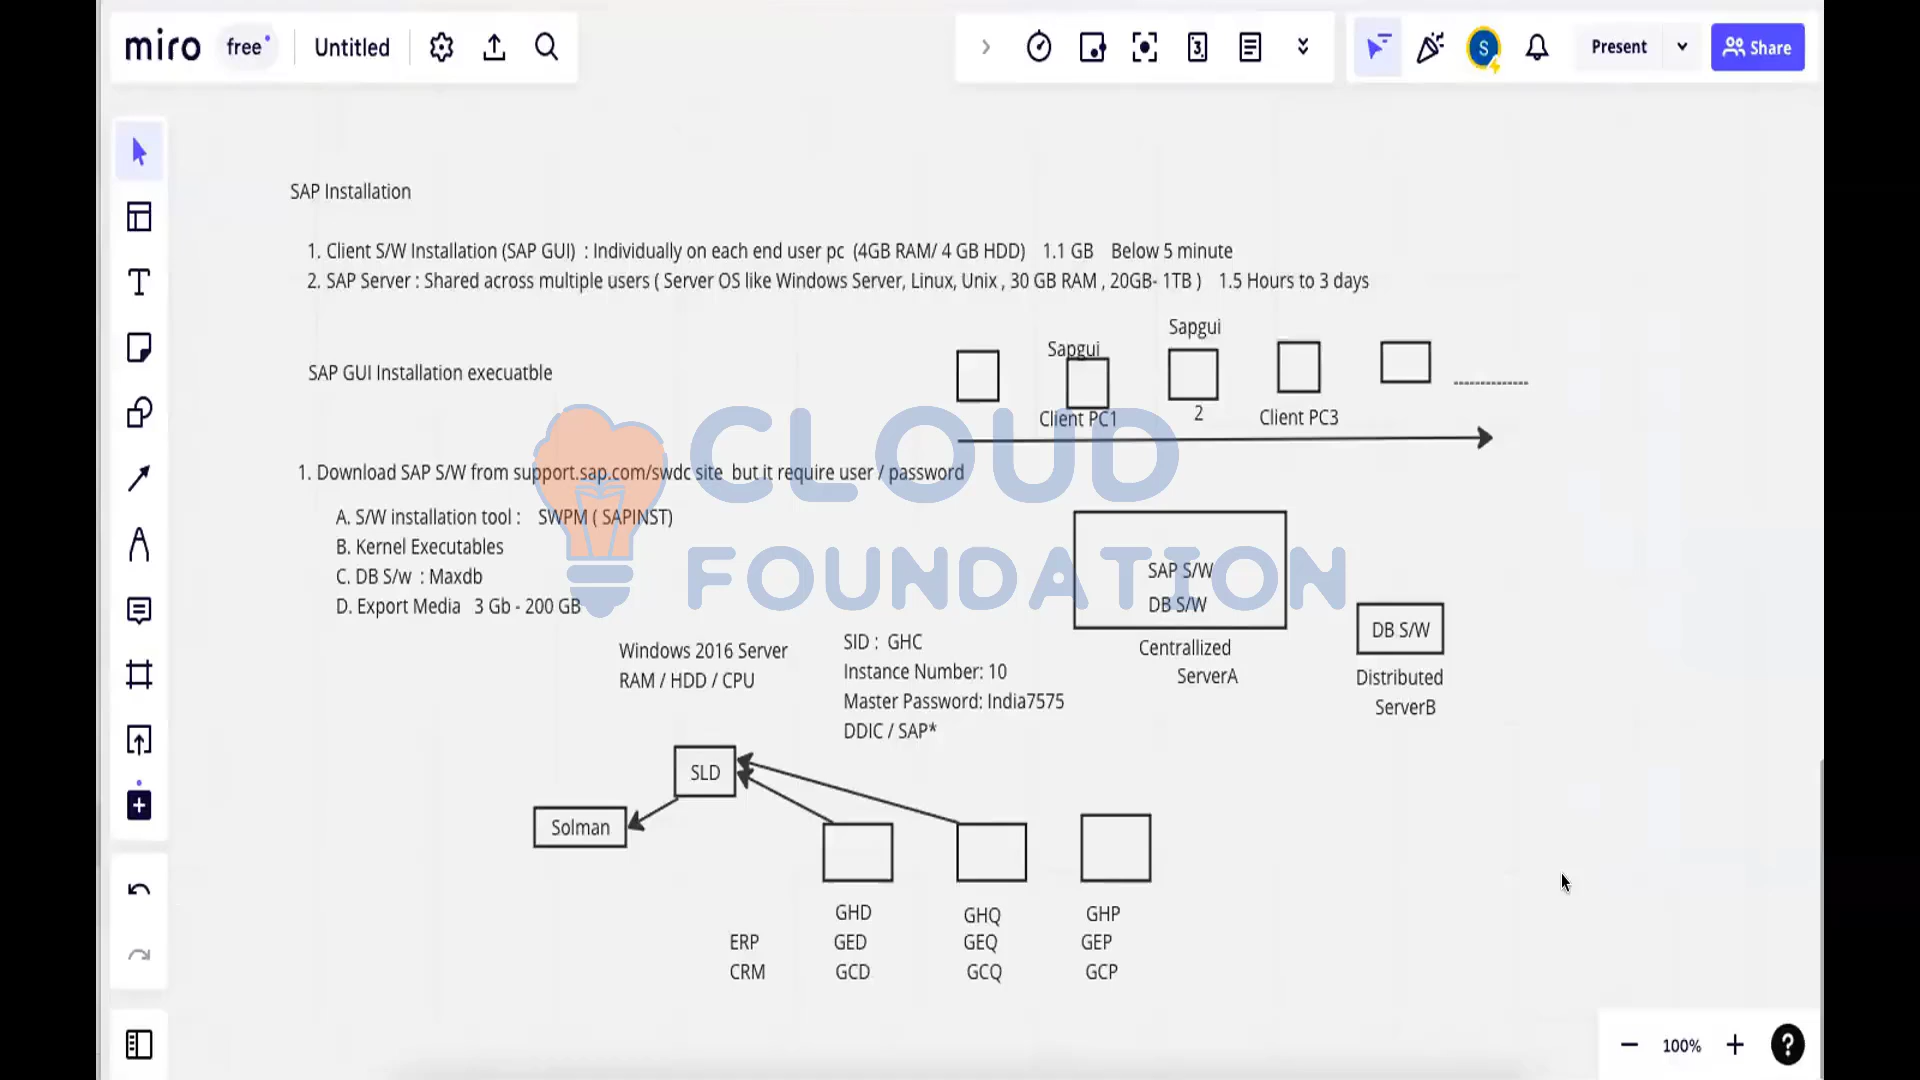 miro free Untitled
3
S
Present
Share
SAP Installation
1. Client S/W Installation (SAP GUI) : Individually on each end user pc (4GB RAM/ 4 GB HDD) 1.1 GB Below 5 minute
2. SAP Server : Shared across multiple users ( Server OS like Windows Server, Linux, Unix , 30 GB RAM , 20GB- 1TB ) 1.5 Hours to 3 days
Sapgui
Sapgui
SAP GUI Installation execuatble
Client PC1
2
Client PC3
CLOUD
FOUNDATION
1. Download SAP S/W from support.sap.com/swdc site but it require user / password
A. S/W installation tool : SWPM ( SAPINST)
B. Kernel Executables
C. DB S/w : Maxdb
D. Export Media 3 Gb - 200 GB
SAP S/W
DB S/W
Centrallized
ServerA
DB S/W
Distributed
ServerB
Windows 2016 Server
RAM / HDD / CPU
SID : GHC
Instance Number: 10
Master Password: India7575
DDIC / SAP*
SLD
Solman
GHD GHQ GHP
ERP GED GEQ GEP
CRM GCD GCQ GCP
100%
?